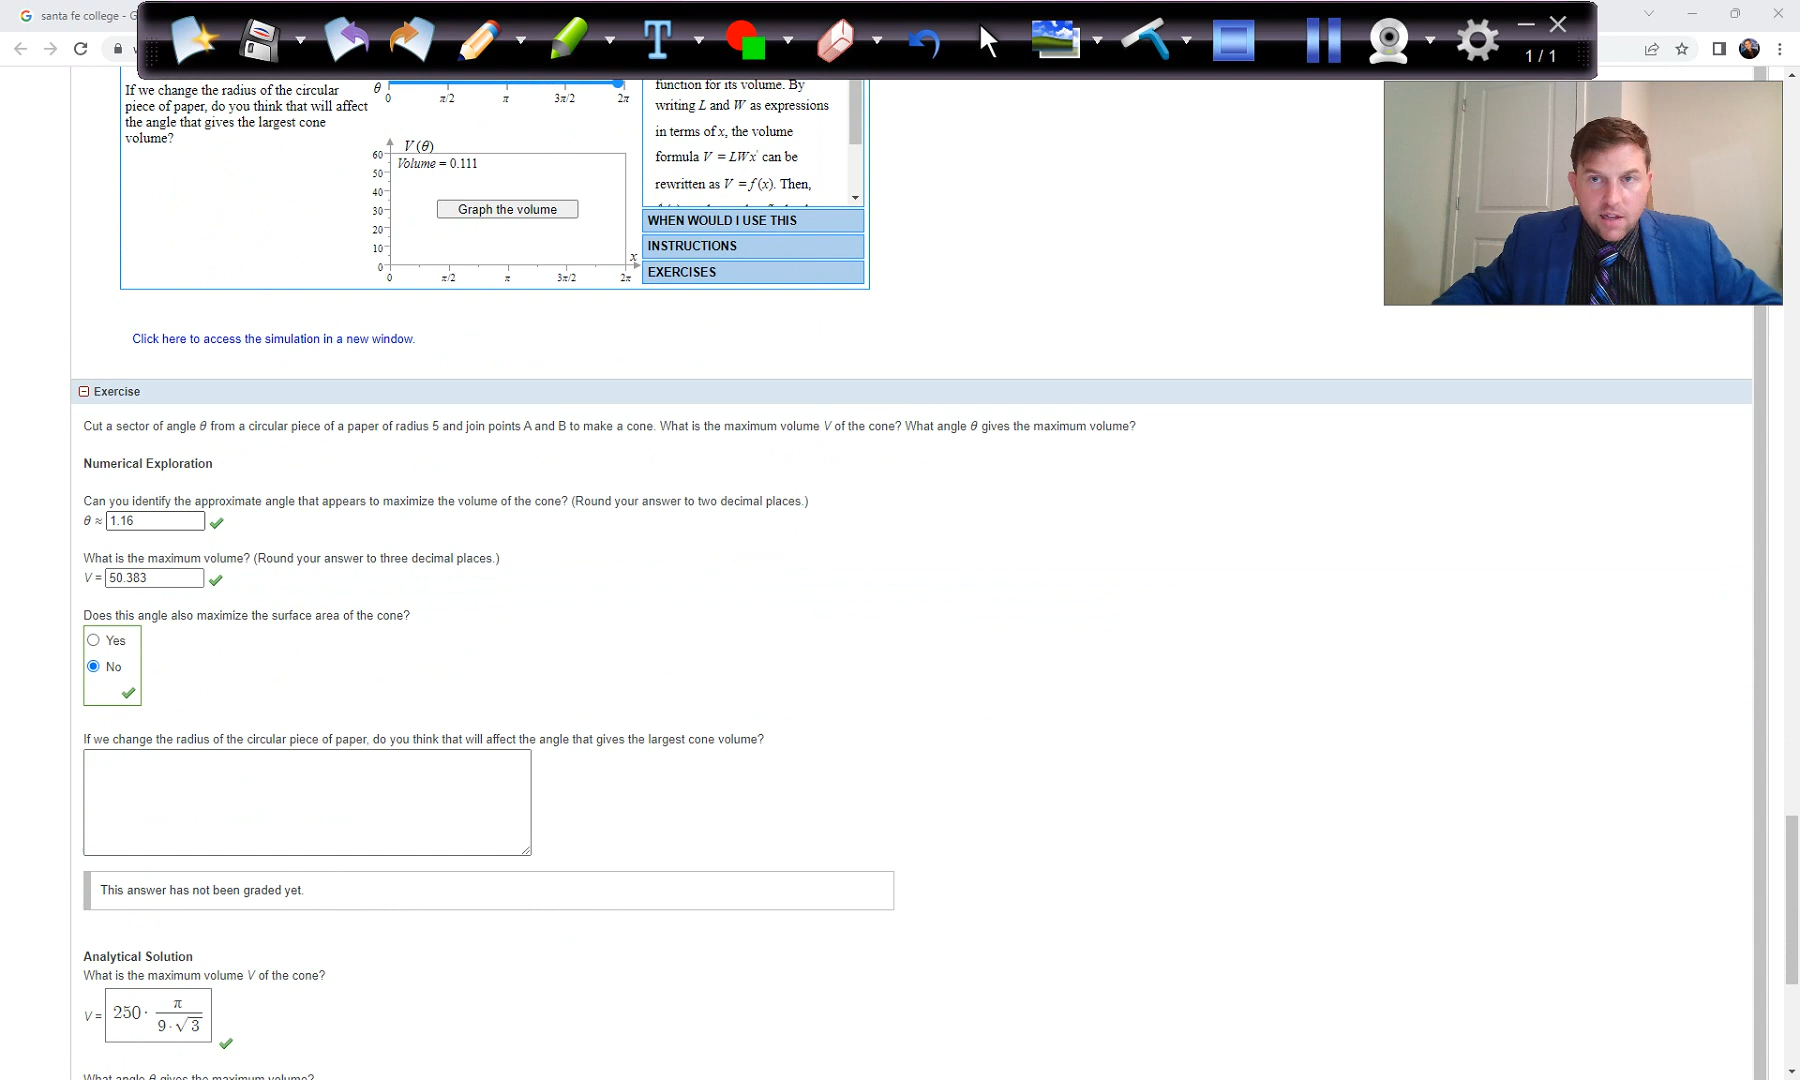 santa fe college - G
1 / 1
If we change the radius of the circular
piece of paper, do you think that will affect
the angle that gives the largest cone
volume?
θ
0 π/2 π 3π/2 2π
V(θ)
Volume = 0.111
60
50
40
30
20
10
0
Graph the volume
x
0 π/2 π 3π/2 2π
function for its volume. By
writing L and W as expressions
in terms of x, the volume
formula V = LWx can be
rewritten as V = f(x). Then,
WHEN WOULD I USE THIS
INSTRUCTIONS
EXERCISES
Click here to access the simulation in a new window.
Exercise
Cut a sector of angle θ from a circular piece of a paper of radius 5 and join points A and B to make a cone. What is the maximum volume V of the cone? What angle θ gives the maximum volume?
Numerical Exploration
Can you identify the approximate angle that appears to maximize the volume of the cone? (Round your answer to two decimal places.)
θ ≈ 1.16
What is the maximum volume? (Round your answer to three decimal places.)
V = 50.383
Does this angle also maximize the surface area of the cone?
Yes
No
If we change the radius of the circular piece of paper, do you think that will affect the angle that gives the largest cone volume?
This answer has not been graded yet.
Analytical Solution
What is the maximum volume V of the cone?
V = 250 · π / (9 · √3)
What angle θ gives the maximum volume?